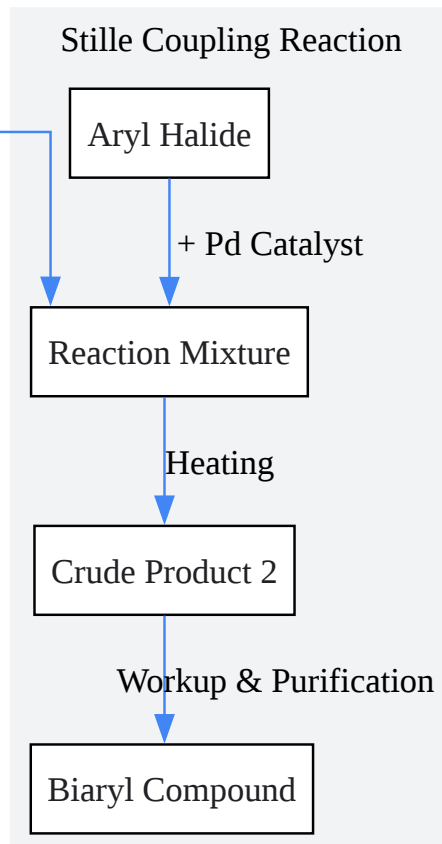 Stille Coupling Reaction
Aryl Halide
+ Pd Catalyst
Reaction Mixture
Heating
Crude Product 2
Workup & Purification
Biaryl Compound